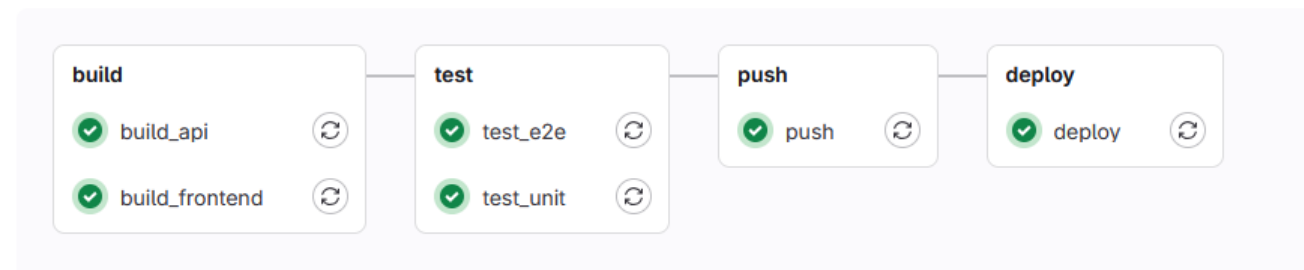 build
build_api
build_frontend
test
test_e2e
test_unit
push
push
deploy
deploy